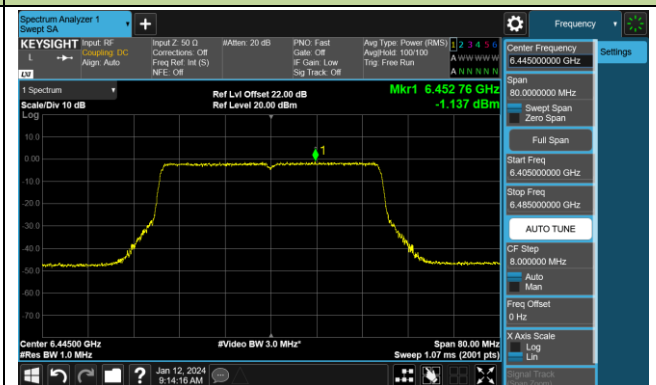 Spectrum Analyzer 1
Swept SA
Frequency
KEYSIGHT
L
Input: RF
Coupling: DC
Align: Auto
Input Z: 50 Ω
Corrections: Off
Freq Ref: Int (S)
NFE: Off
#Atten: 20 dB
PNO: Fast
Gate: Off
IF Gain: Low
Sig Track: Off
Avg Type: Power (RMS)
Avg|Hold: 100/100
Trig: Free Run
1 2 3 4 5 6
A W W W W W
A N N N N N
1 Spectrum
Scale/Div 10 dB
Log
Ref Lvl Offset 22.00 dB
Ref Level 20.00 dBm
Mkr1 6.452 76 GHz
-1.137 dBm
10.0
0.00
-10.0
-20.0
-30.0
-40.0
-50.0
-60.0
-70.0
1
Center 6.44500 GHz
#Res BW 1.0 MHz
#Video BW 3.0 MHz*
Span 80.00 MHz
Sweep 1.07 ms (2001 pts)
Jan 12, 2024
9:14:16 AM
Center Frequency
6.445000000 GHz
Settings
Span
80.0000000 MHz
Swept Span
Zero Span
Full Span
Start Freq
6.405000000 GHz
Stop Freq
6.485000000 GHz
AUTO TUNE
CF Step
8.000000 MHz
Auto
Man
Freq Offset
0 Hz
X Axis Scale
Log
Lin
Signal Track
(Span Zoom)